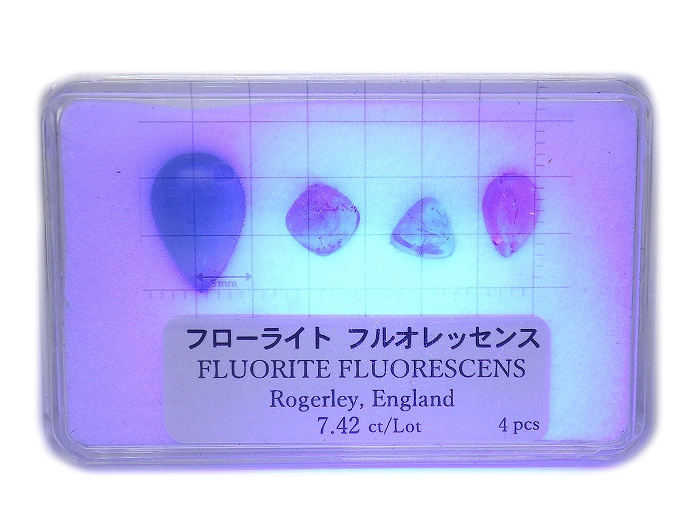 5mm
フローライト フルオレッセンス
FLUORITE FLUORESCENS
Rogerley, England
7.42 ct/Lot 4 pcs